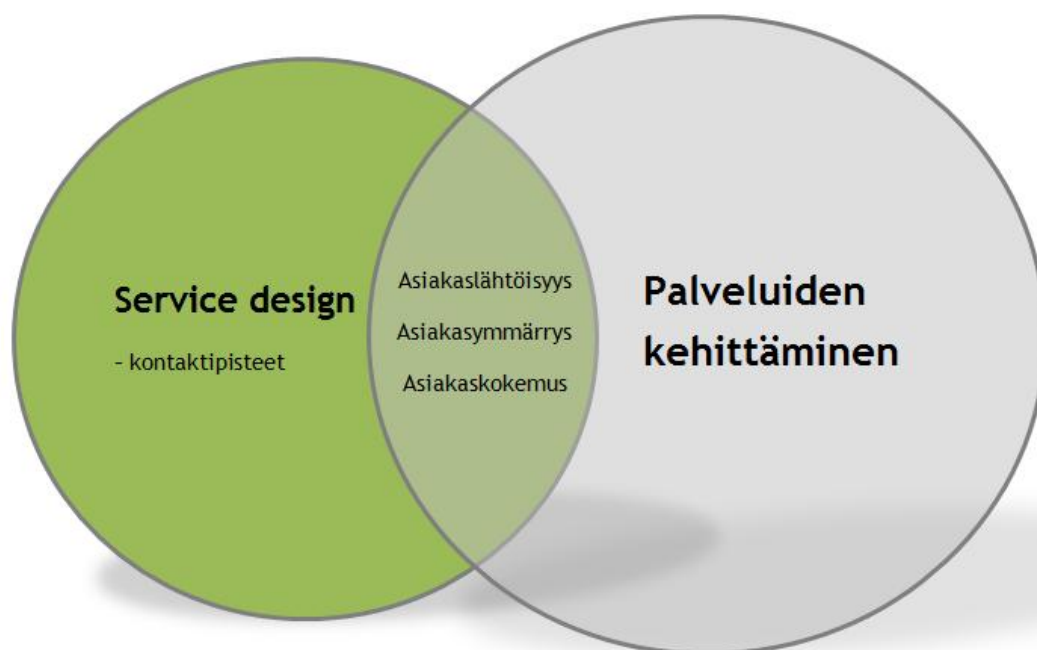 Service design
- kontaktipisteet
Asiakaslähtöisyys
Asiakasymmärrys
Asiakaskokemus
Palveluiden
kehittäminen